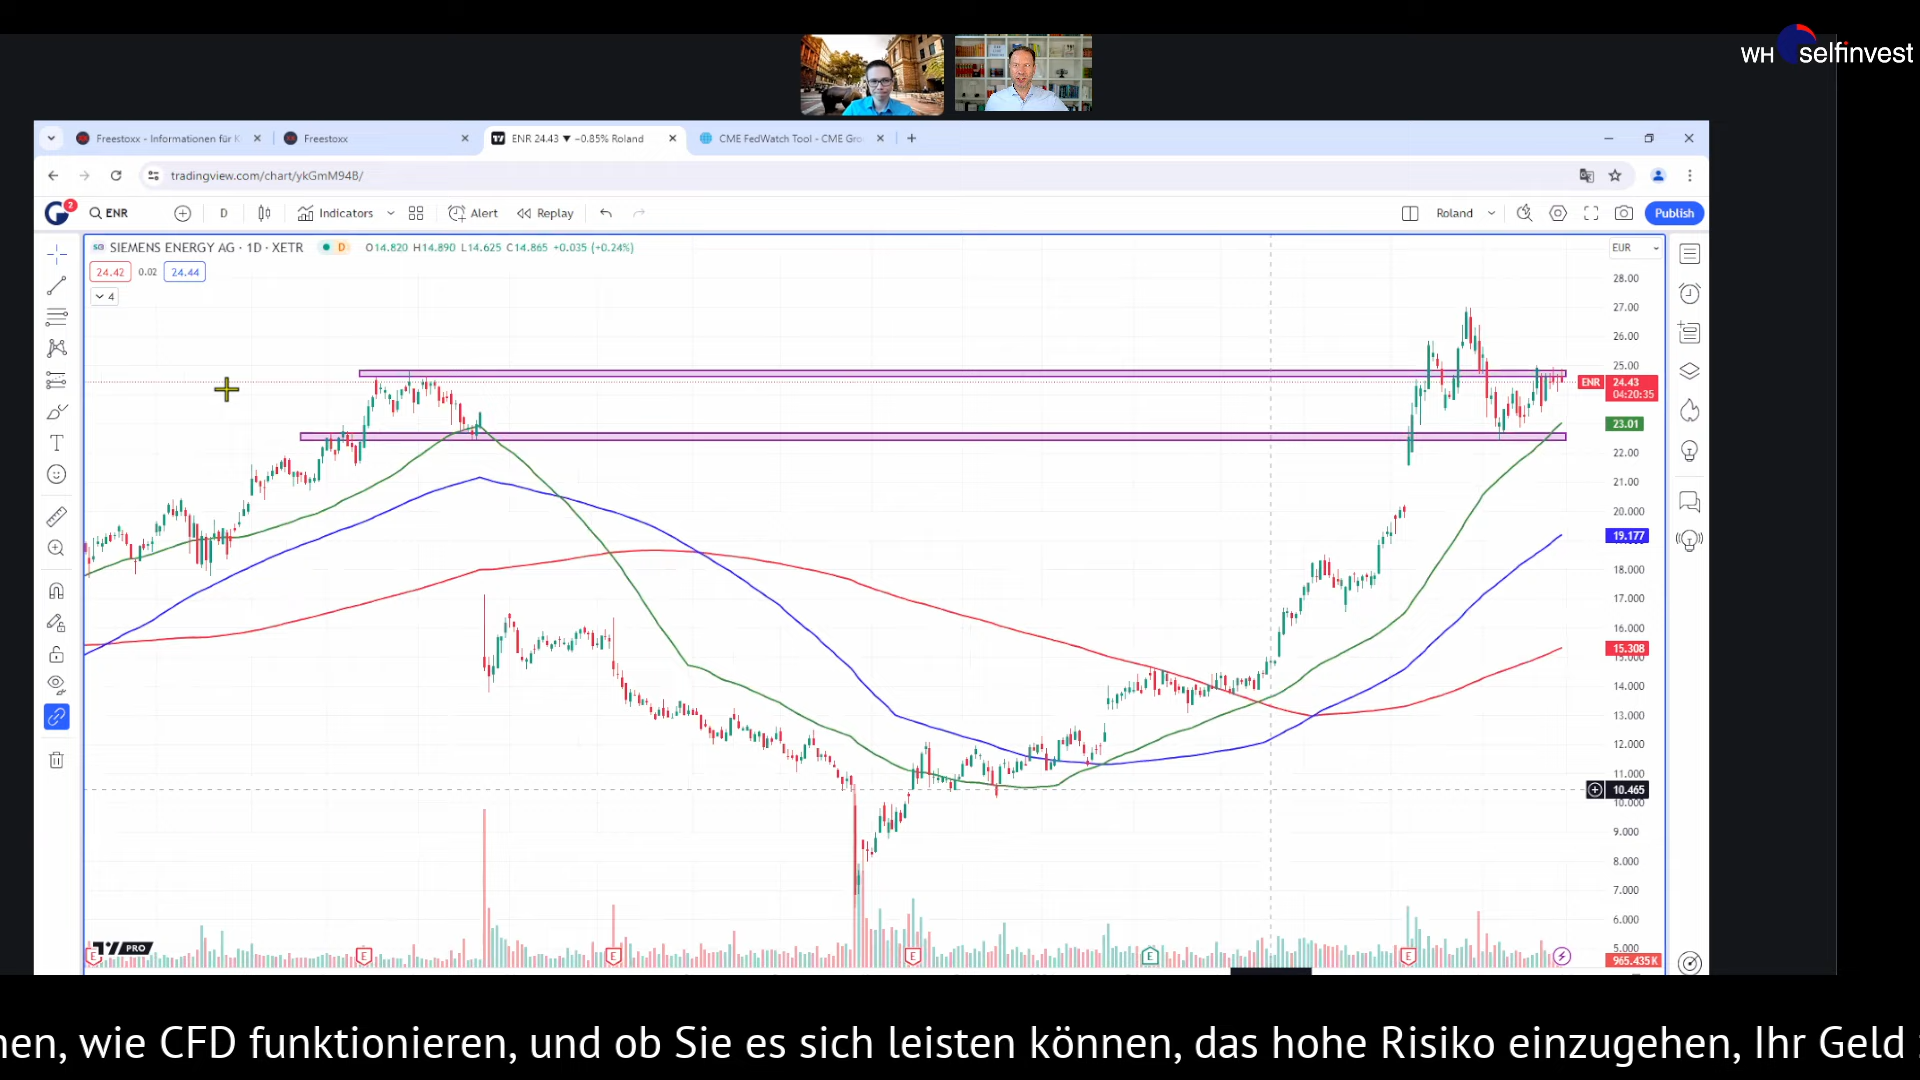 WH selfinvest
Freestoxx - Informationen für K
Freestoxx
ENR 24.43 ▼ −0.85% Roland
CME FedWatch Tool - CME Gro
tradingview.com/chart/ykGmM94B/
2
ENR
D
Indicators
Alert
Replay
Roland
Publish
SIEMENS ENERGY AG · 1D · XETR
D
O14.820 H14.890 L14.625 C14.865 +0.035 (+0.24%)
EUR
24.42
0.02
24.44
4
28.00
27.00
26.00
25.00
ENR 24.43
04:20:35
23.01
22.00
21.00
20.000
19.177
18.000
17.000
16.000
15.308
15.000
14.000
13.000
12.000
11.000
10.465
10.000
9.000
8.000
7.000
6.000
5.000
965.435K
PRO
E
E
E
E
E
E
nen, wie CFD funktionieren, und ob Sie es sich leisten können, das hohe Risiko einzugehen, Ihr Geld